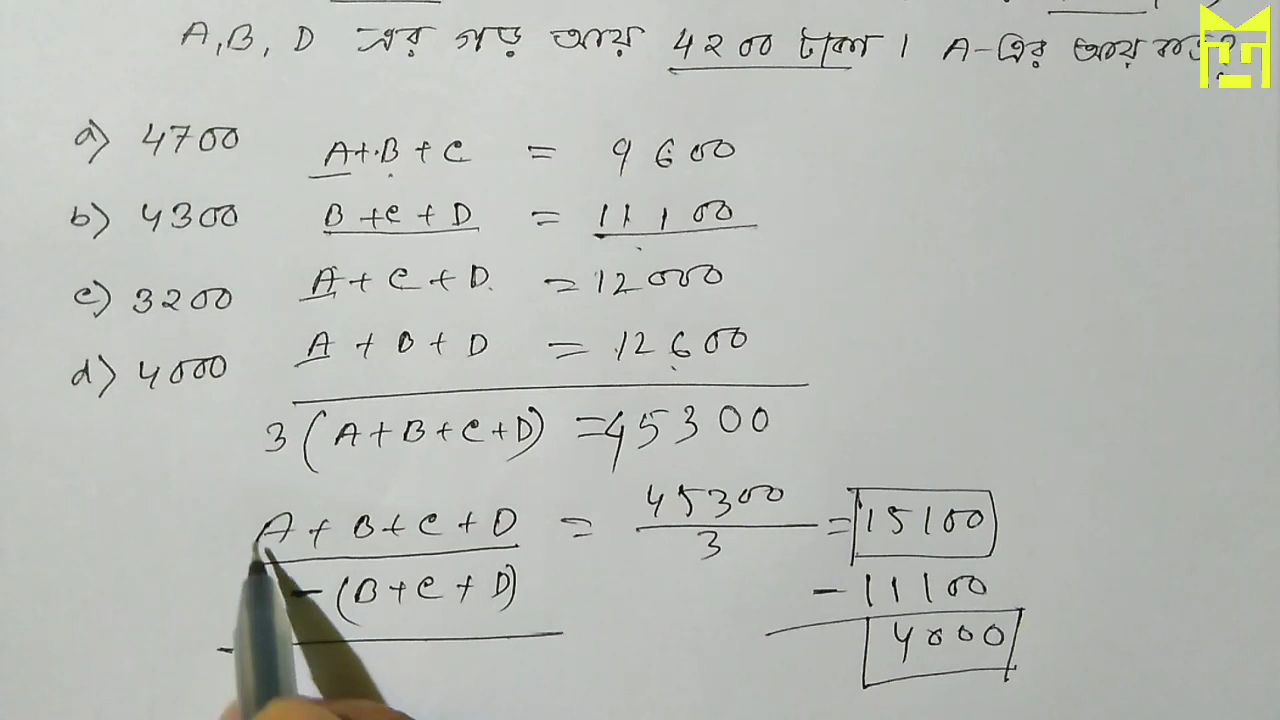 A, B, D এর গড় আয় 4200 টাকা। A-এর আয় কত?
a) 4700
b) 4300
c) 3200
d) 4000
A + B + C = 9600
B + C + D = 11100
A + C + D = 12000
A + B + D = 12600
3 (A + B + C + D) = 45300
A + B + C + D = 45300 / 3 = 15100
- (B + C + D) - 11100
4000